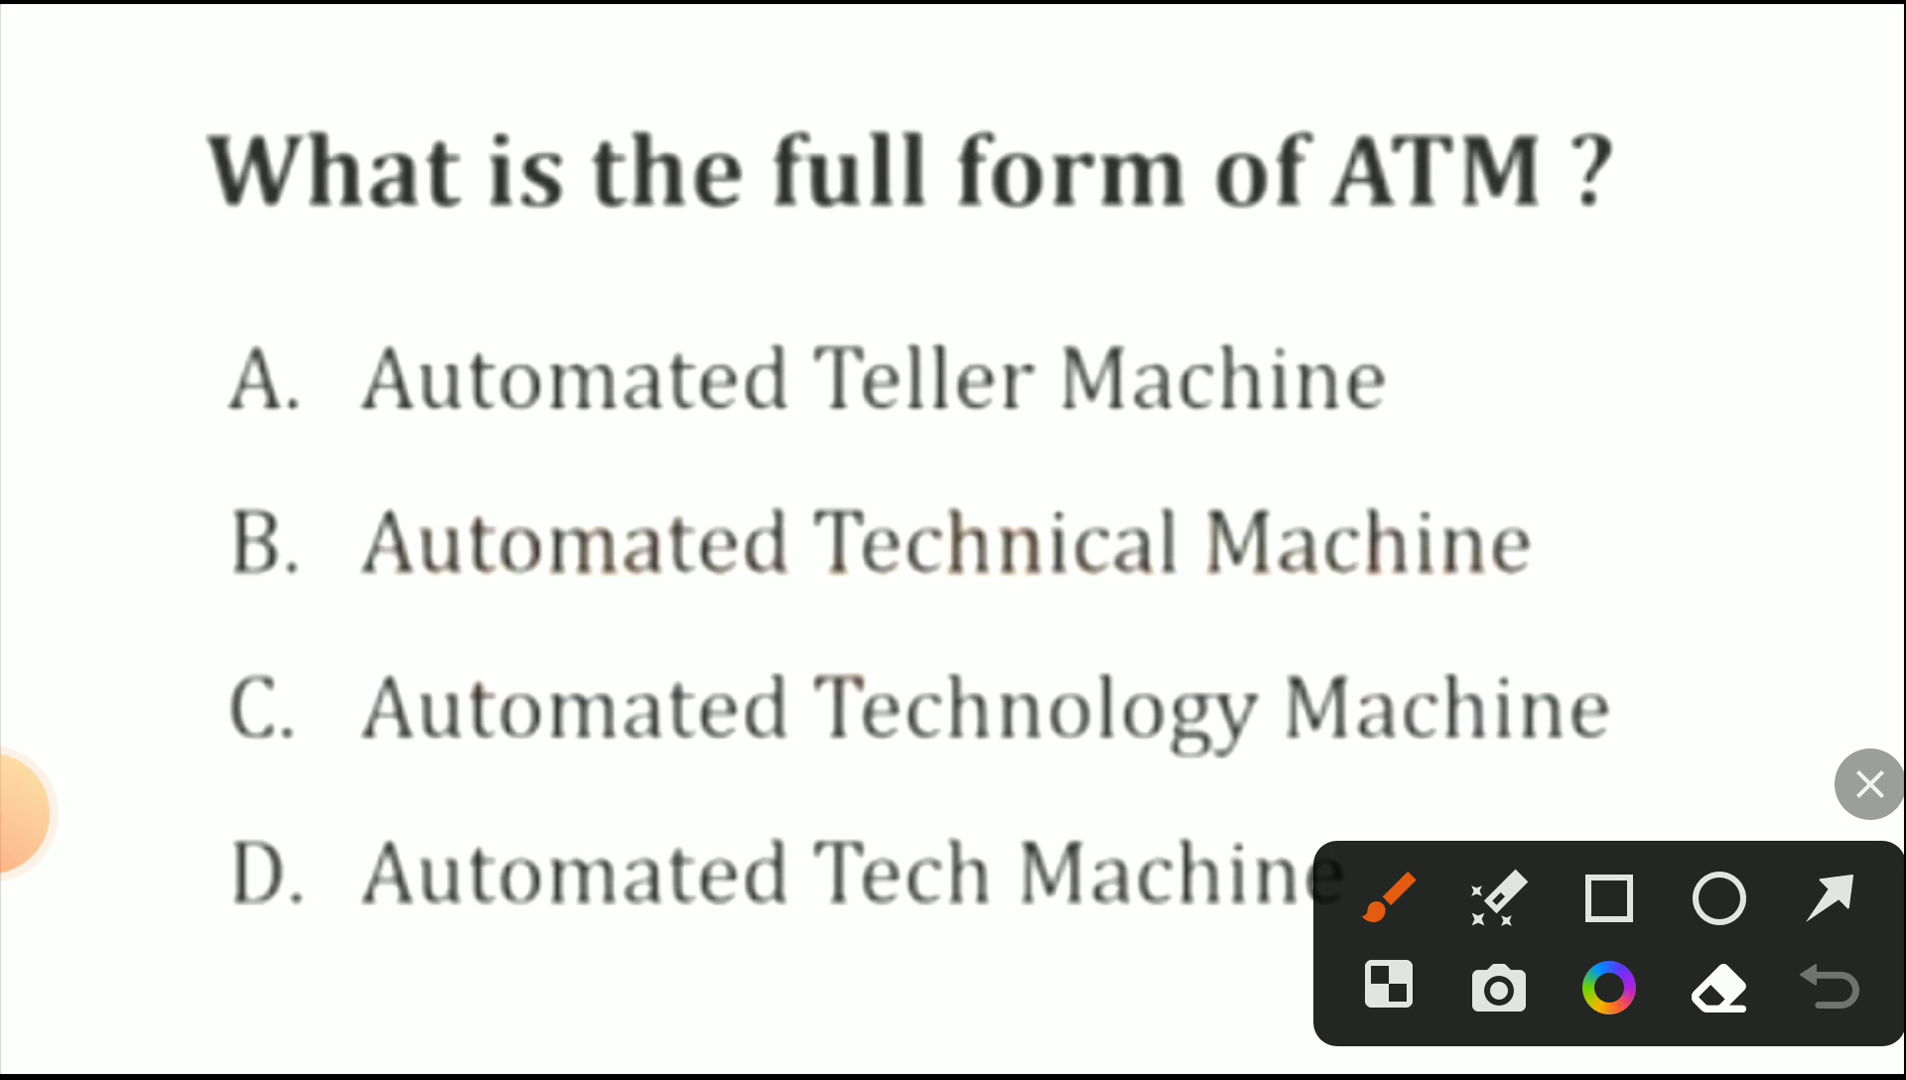 What is the full form of ATM ?
A. Automated Teller Machine
B. Automated Technical Machine
C. Automated Technology Machine
D. Automated Tech Machine